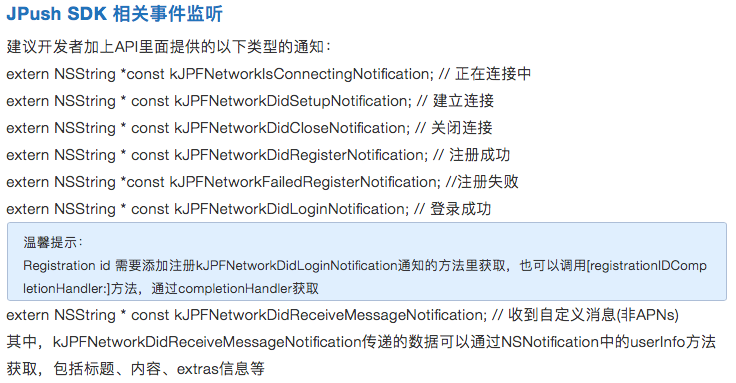 JPush SDK 相关事件监听
建议开发者加上API里面提供的以下类型的通知：
extern NSString *const kJPFNetworkIsConnectingNotification; // 正在连接中
extern NSString * const kJPFNetworkDidSetupNotification; // 建立连接
extern NSString * const kJPFNetworkDidCloseNotification; // 关闭连接
extern NSString * const kJPFNetworkDidRegisterNotification; // 注册成功
extern NSString *const kJPFNetworkFailedRegisterNotification; //注册失败
extern NSString * const kJPFNetworkDidLoginNotification; // 登录成功
温馨提示：
Registration id 需要添加注册kJPFNetworkDidLoginNotification通知的方法里获取，也可以调用[registrationIDComp
letionHandler:]方法，通过completionHandler获取
extern NSString * const kJPFNetworkDidReceiveMessageNotification; // 收到自定义消息(非APNs)
其中，kJPFNetworkDidReceiveMessageNotification传递的数据可以通过NSNotification中的userInfo方法
获取，包括标题、内容、extras信息等